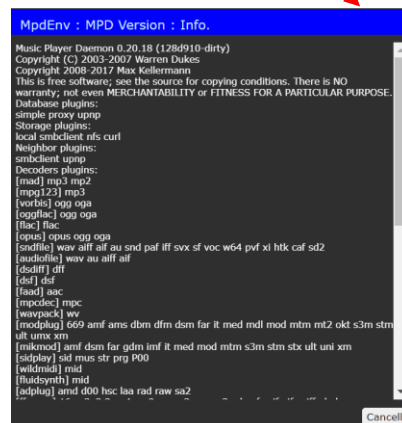 MpdEnv : MPD Version : Info.
Music Player Daemon 0.20.18 (128d910-dirty)
Copyright (C) 2003-2007 Warren Dukes
Copyright 2008-2017 Max Kellermann
This is free software; see the source for copying conditions. There is NO
warranty; not even MERCHANTABILITY or FITNESS FOR A PARTICULAR PURPOSE.
Database plugins:
simple proxy upnp
Storage plugins:
local smbclient nfs curl
Neighbor plugins:
smbclient upnp
Decoders plugins:
[mad] mp3 mp2
[mpg123] mp3
[vorbis] ogg oga
[oggflac] ogg oga
[flac] flac
[opus] opus ogg oga
[sndfile] wav aiff aif au snd paf iff svx sf voc w64 pvf xi htk caf sd2
[audiofile] wav au aiff aif
[dsdiff] dff
[dsf] dsf
[faad] aac
[mpcdec] mpc
[wavpack] wv
[modplug] 669 amf ams dbm dfm dsm far it med mdl mod mtm mt2 okt s3m stm
ult umx xm
[mikmod] amf dsm far gdm imf it med mod mtm s3m stm stx ult uni xm
[sidplay] sid mus str prg P00
[wildmidi] mid
[fluidsynth] mid
[adplug] amd d00 hsc laa rad raw sa2
Cancell